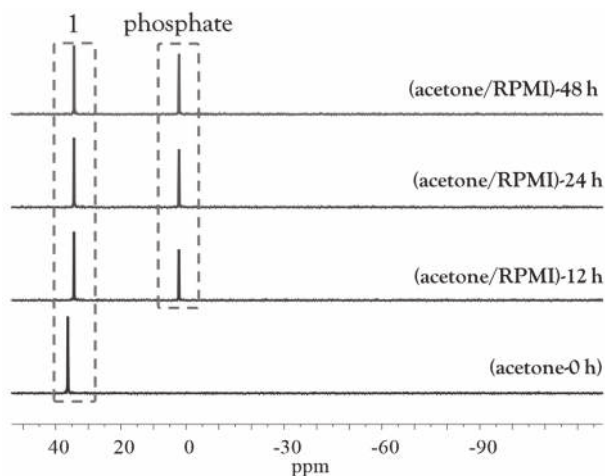 1 phosphate
(acetone/RPMI)-48 h
(acetone/RPMI)-24 h
(acetone/RPMI)-12 h
(acetone-0 h)
40 20 0 -30 -60 -90
ppm